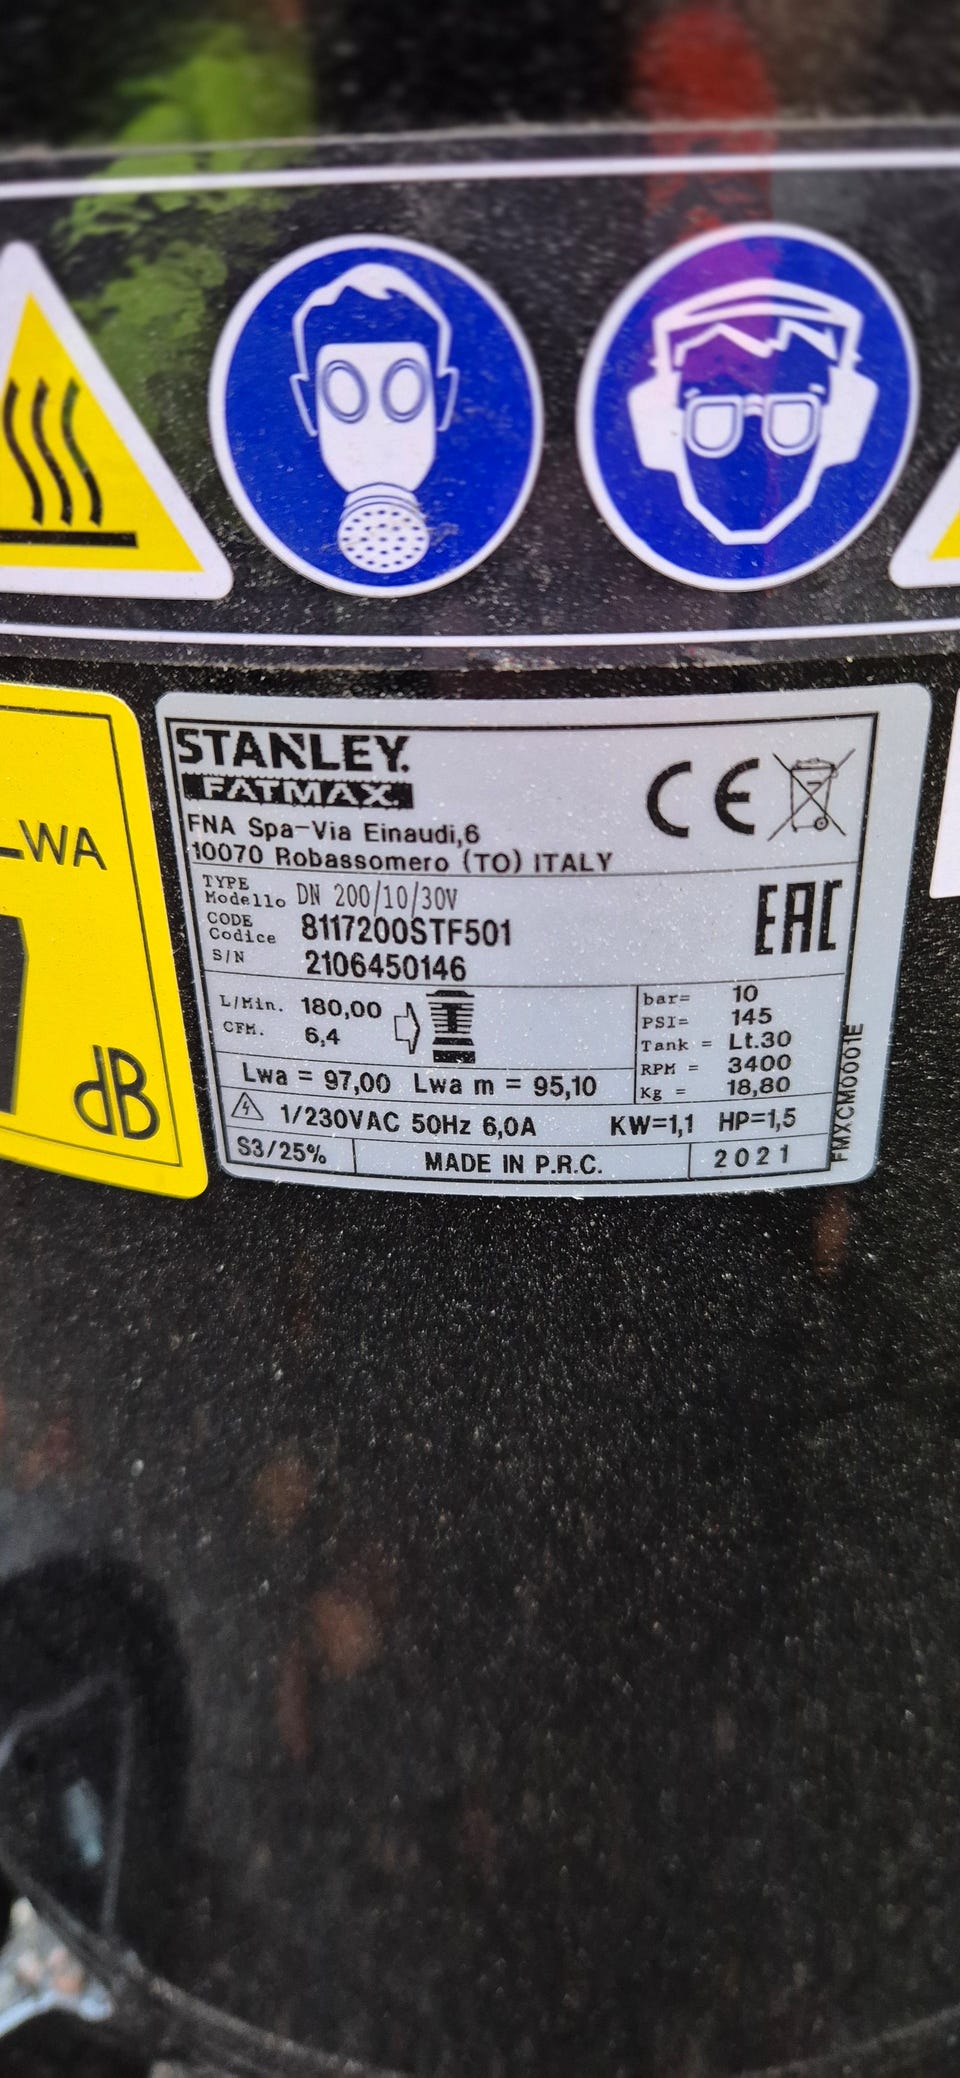 STANLEY.
FATMAX.
CE
FNA Spa-Via Einaudi,6
10070 Robassomero (TO) ITALY
TYPE
Modello DN 200/10/30V
CODE
Codice 8117200STF501
EAC
S/N 2106450146
L/Min. 180,00
CFM. 6,4
bar= 10
PSI= 145
Tank = Lt.30
RPM = 3400
Kg = 18,80
Lwa = 97,00 Lwa m = 95,10
1/230VAC 50Hz 6,0A KW=1,1 HP=1,5
S3/25% MADE IN P.R.C. 2021
FMXCM0001E
LWA
dB